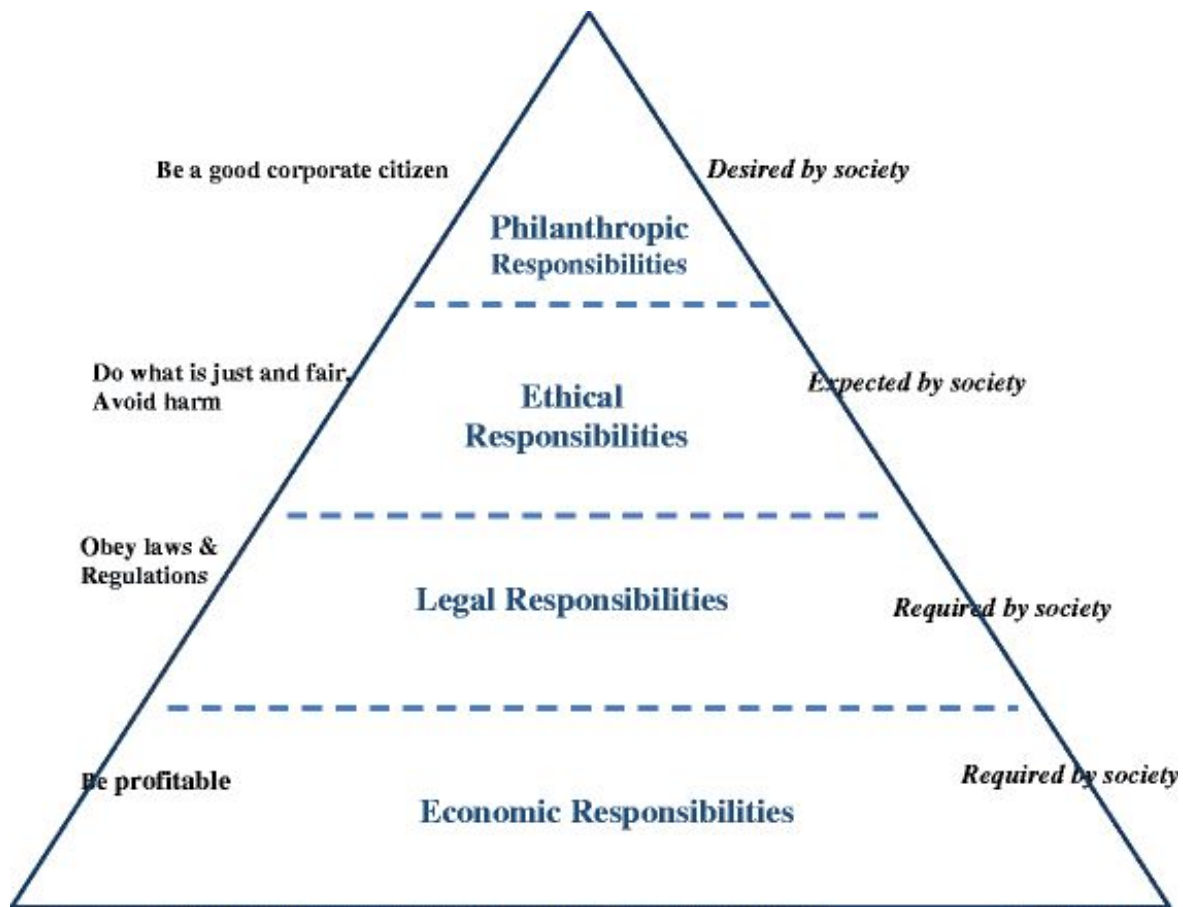 Be a good corporate citizen
Desired by society
Philanthropic
Responsibilities
Do what is just and fair,
Avoid harm
Expected by society
Ethical
Responsibilities
Obey laws &
Regulations
Legal Responsibilities
Required by society
Be profitable
Required by society
Economic Responsibilities